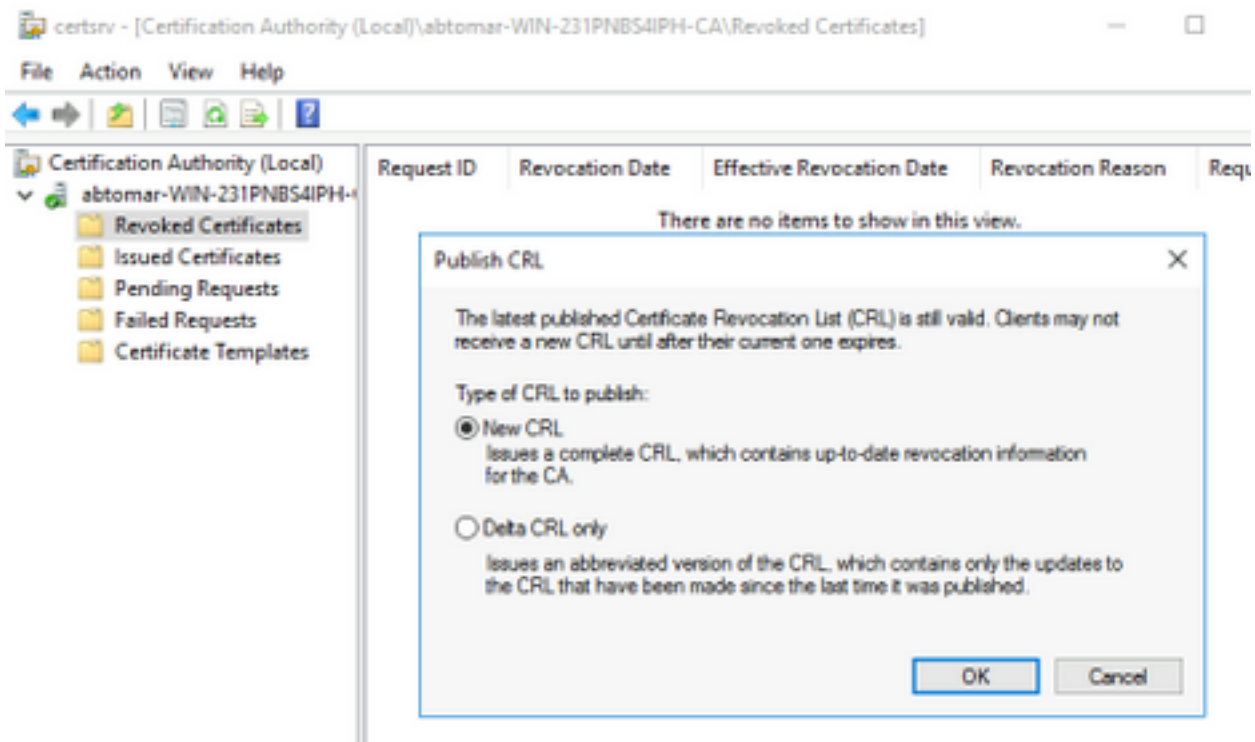 certsrv - [Certification Authority (Local)\abtomar-WIN-231PNBS4IPH-CA\Revoked Certificates]
File Action View Help
Certification Authority (Local)
abtomar-WIN-231PNBS4IPH-
Revoked Certificates
Issued Certificates
Pending Requests
Failed Requests
Certificate Templates
Request ID Revocation Date Effective Revocation Date Revocation Reason Requ
There are no items to show in this view.
Publish CRL
The latest published Certificate Revocation List (CRL) is still valid. Clients may not
receive a new CRL until after their current one expires.
Type of CRL to publish:
New CRL
Issues a complete CRL, which contains up-to-date revocation information
for the CA.
Delta CRL only
Issues an abbreviated version of the CRL, which contains only the updates to
the CRL that have been made since the last time it was published.
OK Cancel